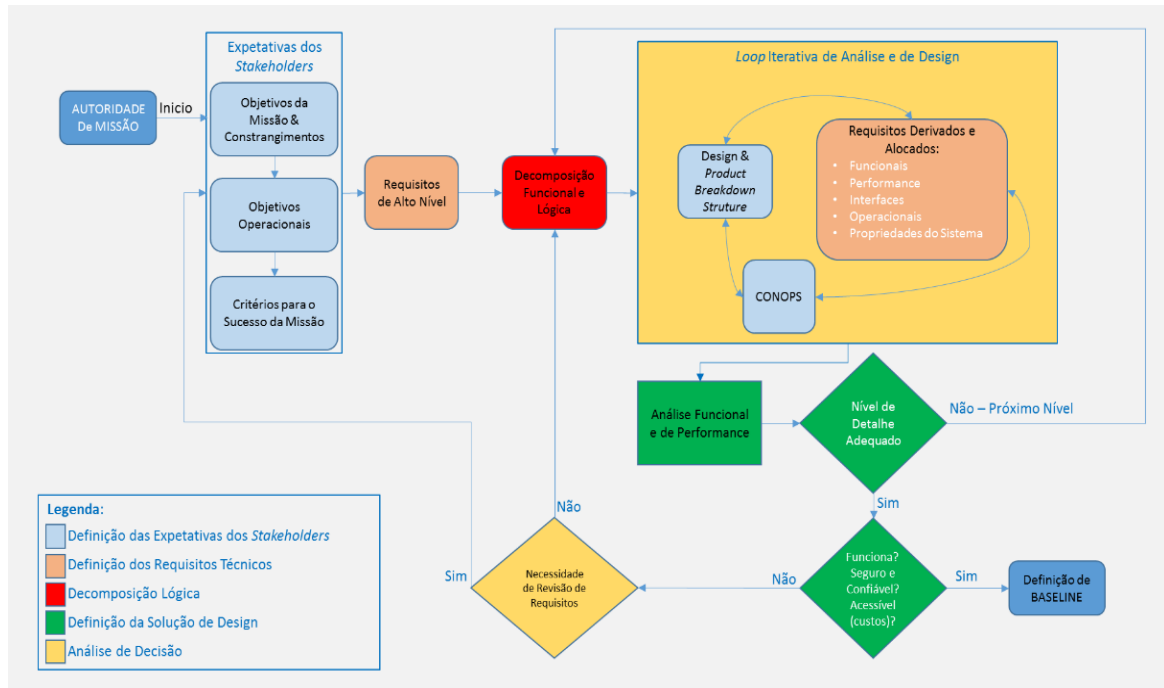 Expetativas dos
Stakeholders
AUTORIDADE
De MISSÃO
Inicio
Objetivos da
Missão &
Constrangimentos
Objetivos
Operacionais
Critérios para o
Sucesso da Missão
Requisitos
de Alto Nível
Decomposição
Funcional e
Lógica
Loop Iterativa de Análise e de Design
Design &
Product
Breakdown
Struture
Requisitos Derivados e
Alocados:
• Funcionais
• Performance
• Interfaces
• Operacionais
• Propriedades do Sistema
CONOPS
Análise Funcional
e de Performance
Nível de
Detalhe
Adequado
Não – Próximo Nível
Sim
Funciona?
Seguro e
Confiável?
Acessível
(custos)?
Sim
Definição de
BASELINE
Não
Necessidade
de Revisão de
Requisitos
Não
Sim
Legenda:
Definição das Expetativas dos Stakeholders
Definição dos Requisitos Técnicos
Decomposição Lógica
Definição da Solução de Design
Análise de Decisão